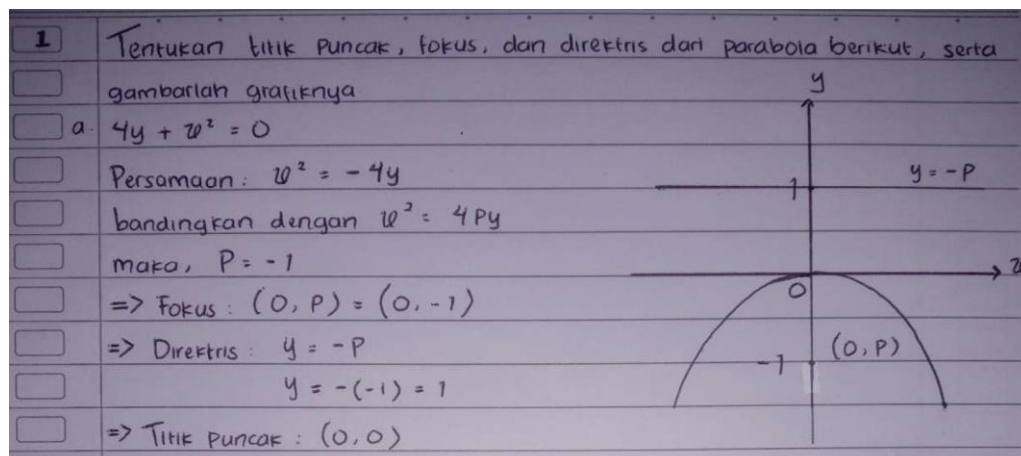 1 Tentukan titik puncak, fokus, dan direktris dari parabola berikut, serta
gambarlah grafiknya
a. 4y + x² = 0
Persamaan : x² = - 4y
bandingkan dengan x² = 4Py
maka, P = - 1
=> Fokus : (0, P) = (0, -1)
=> Direktris : y = - P
y = -(-1) = 1
=> Titik puncak : (0,0)
y
y = - P
1
x
0
(0, P)
-1